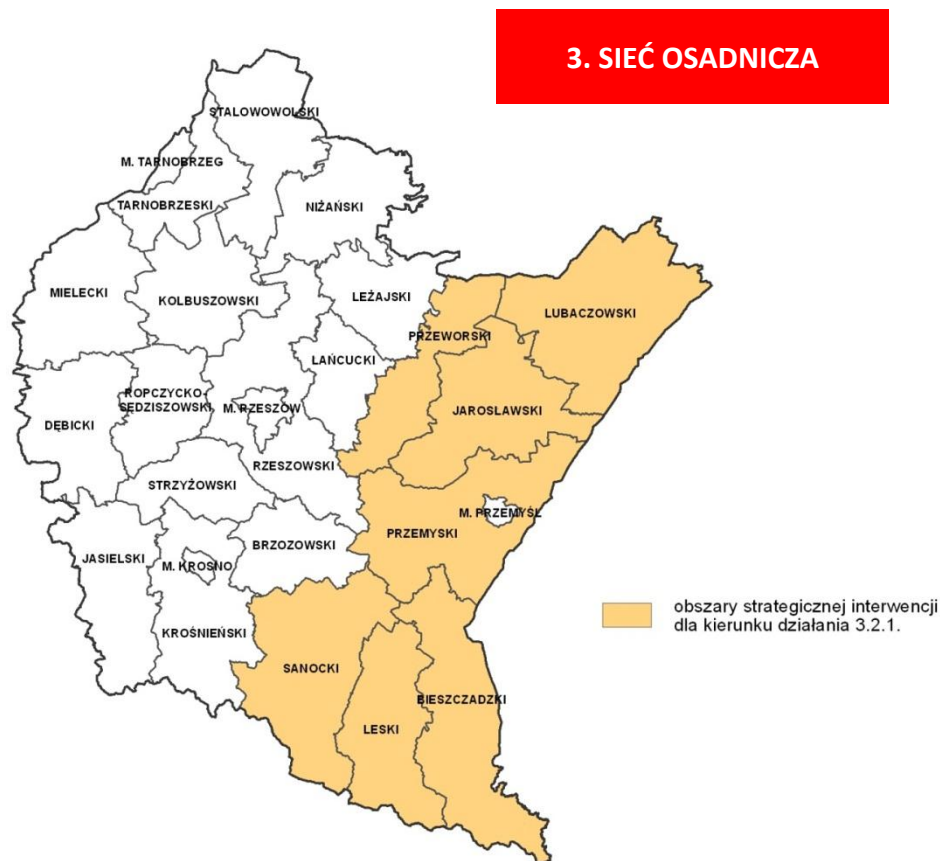 3. SIEĆ OSADNICZA
STALOWOWOLSKI
M. TARNOBRZEG
TARNOBRZESKI
NIŻAŃSKI
MIELECKI
KOLBUSZOWSKI
LEŻAJSKI
LUBACZOWSKI
PRZEWORSKI
ŁAŃCUCKI
ROPCZYCKO
SĘDZISZOWSKI
M. RZESZÓW
JAROSLAWSKI
DĘBICKI
RZESZOWSKI
STRZYŻOWSKI
M. PRZEMYŚL
PRZEMYSKI
BRZOZOWSKI
JASIELSKI
M. KROSNO
obszary strategicznej interwencji
dla kierunku działania 3.2.1.
KROŚNIEŃSKI
SANOCKI
BIESZCZADZKI
LESKI